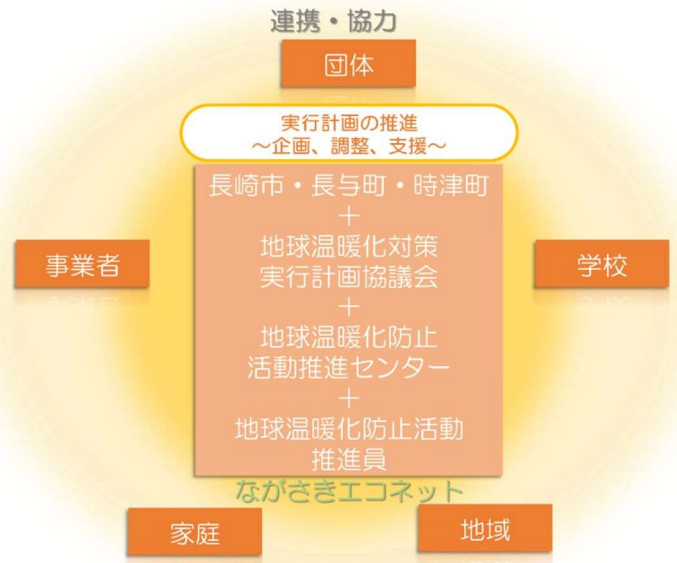 連携・協力
団体
実行計画の推進
~企画、調整、支援~
長崎市・長与町・時津町
＋
地球温暖化対策
実行計画協議会
＋
地球温暖化防止
活動推進センター
＋
地球温暖化防止活動
推進員
事業者
学校
ながさきエコネット
家庭
地域